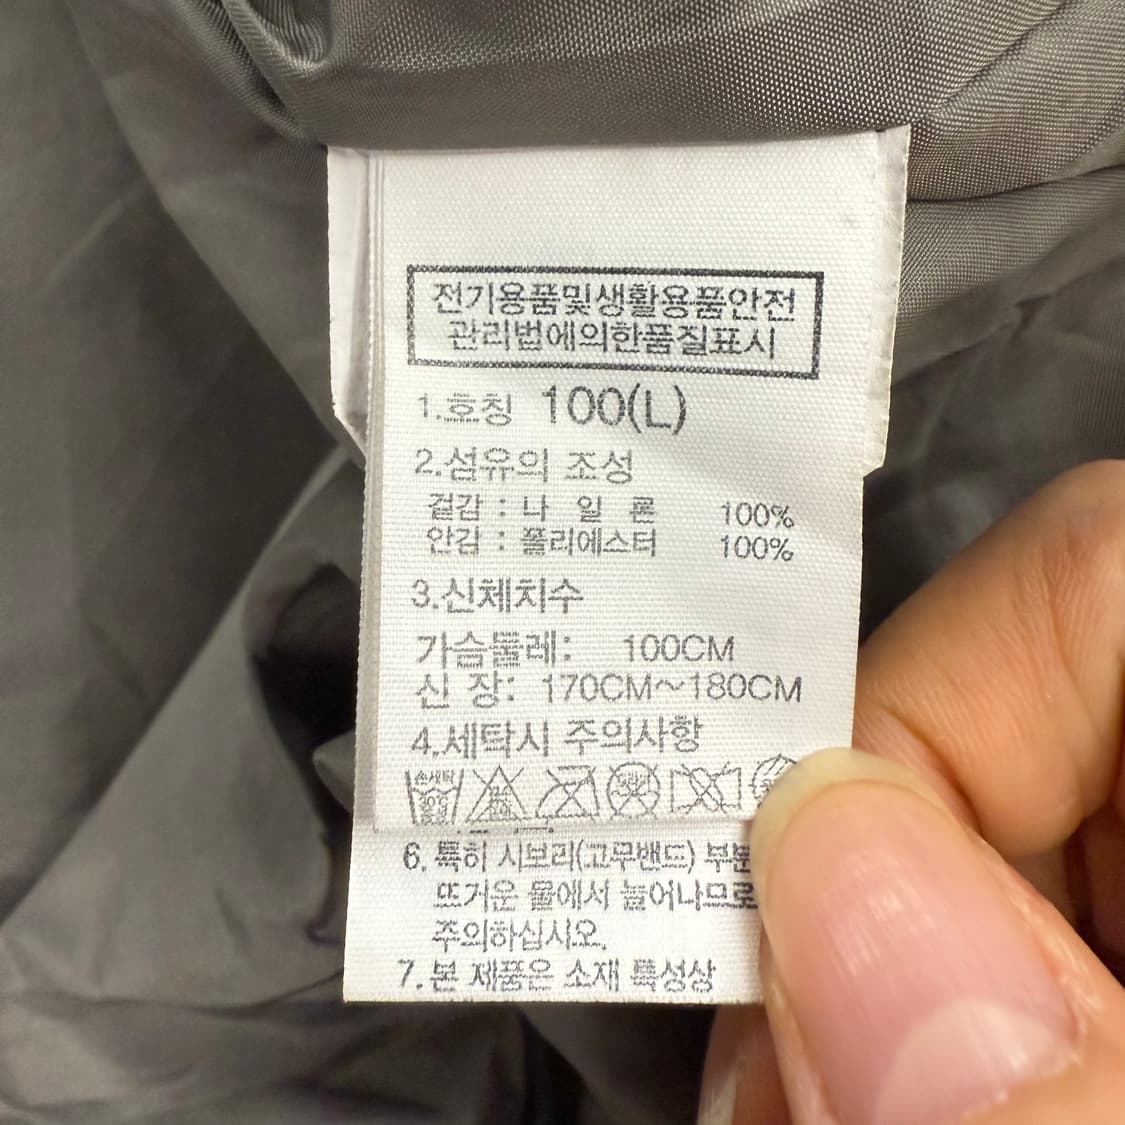 전기용품및생활용품안전
관리법에의한품질표시
1.호칭 100(L)
2.섬유의 조성
겉감 : 나 일 론 100%
안감 : 폴리에스터 100%
3.신체치수
가슴둘레: 100CM
신 장: 170CM~180CM
4.세탁시 주의사항
손세탁
30℃
6. 특히 시보리(고무밴드) 부분
뜨거운 물에서 늘어나므로
주의하십시오.
7.본 제품은 소재 특성상